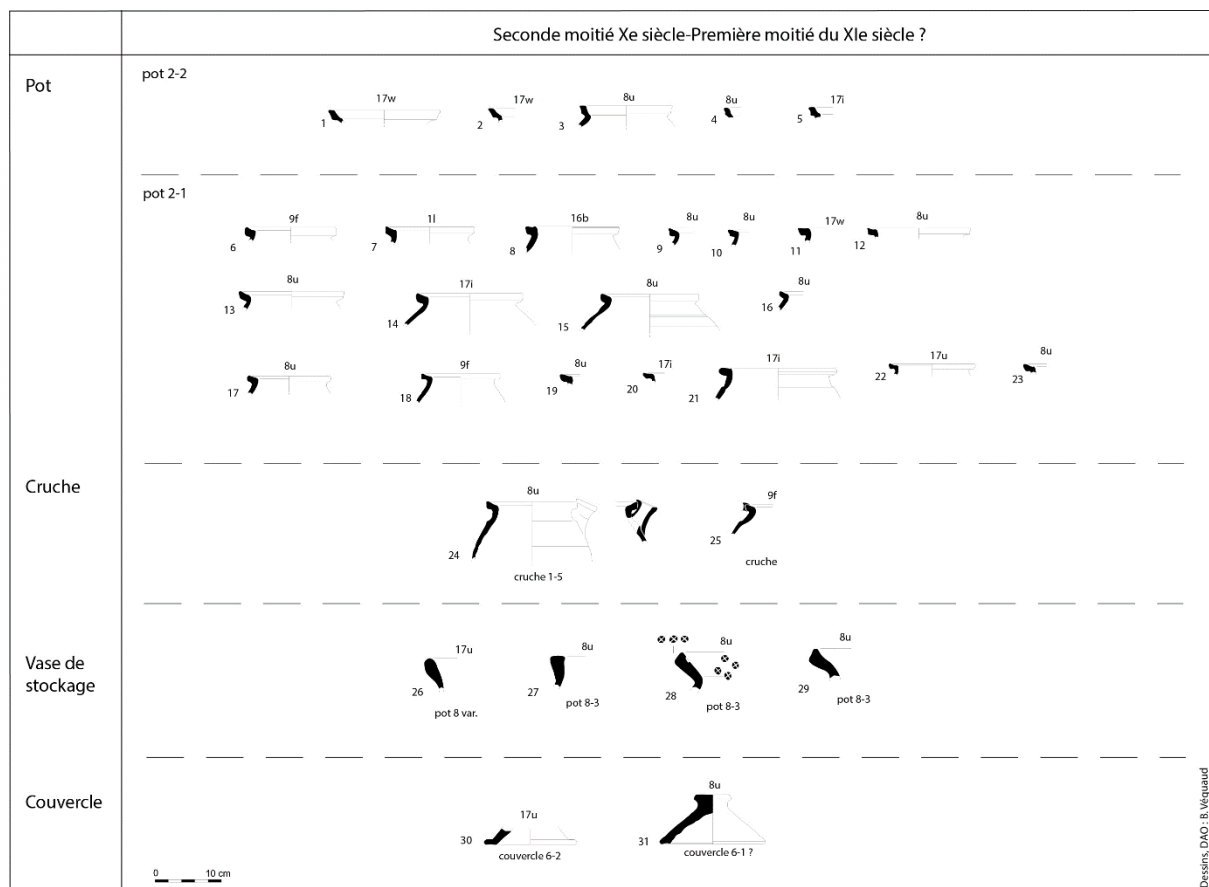 Seconde moitié Xe siècle-Première moitié du XIe siècle ?
Pot
pot 2-2
17w 17w 8u 8u 17i
1 2 3 4 5
pot 2-1
9f 1l 16b 8u 8u 17w 8u
6 7 8 9 10 11 12
8u 17i 8u 8u
13 14 15 16
8u 9f 8u 17i 17i 17u 8u
17 18 19 20 21 22 23
Cruche
8u 9f
24 25
cruche 1-5 cruche
Vase de
stockage
17u 8u 8u 8u
26 27 28 29
pot 8 var. pot 8-3 pot 8-3 pot 8-3
Couvercle
17u 8u
30 31
couvercle 6-2 couvercle 6-1 ?
0 10 cm
Dessins, DAO : B. Véquaud